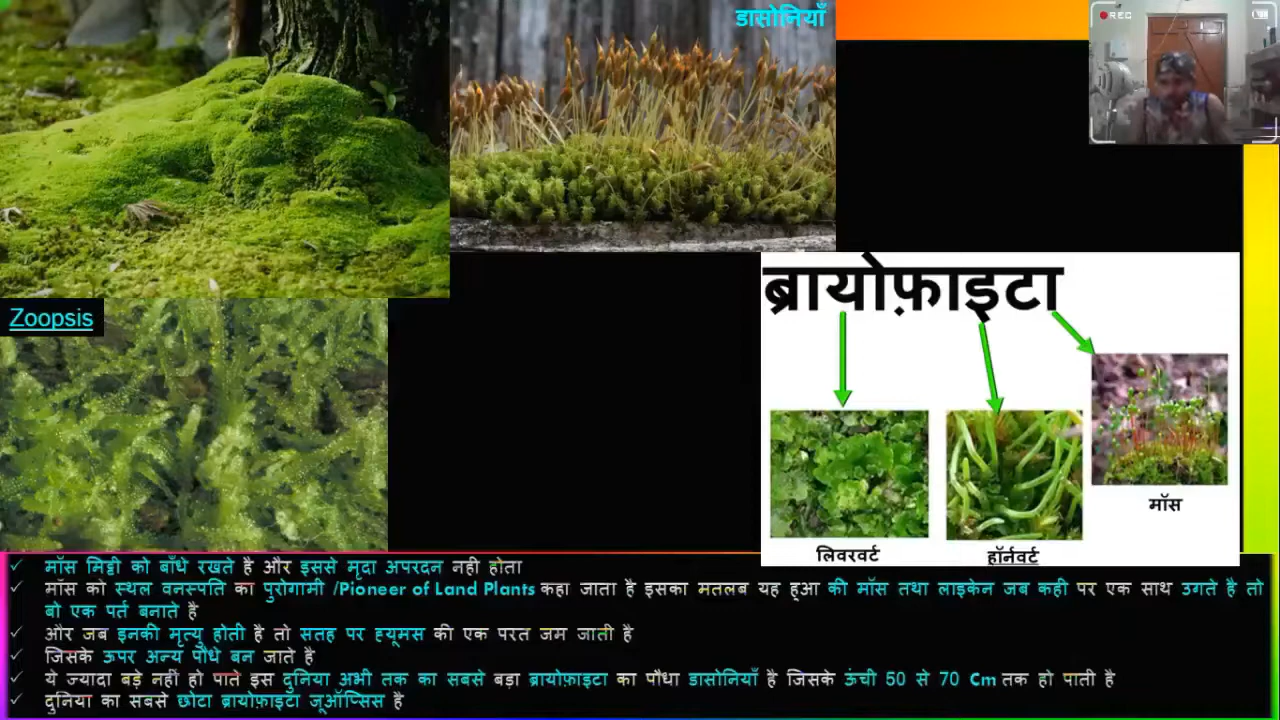 डासोनियाँ
REC
Zoopsis
ब्रायोफ़ाइटा
मॉस
लिवरवर्ट
हॉर्नवर्ट
✓ मॉस मिट्टी को बाँधे रखते है और इससे मृदा अपरदन नही होता
✓ मॉस को स्थल वनस्पति का पुरोगामी /Pioneer of Land Plants कहा जाता है इसका मतलब यह हुआ की मॉस तथा लाइकेन जब कही पर एक साथ उगते है तो
बो एक पर्त बनाते है
✓ और जब इनकी मृत्यु होती है तो सतह पर ह्यूमस की एक परत जम जाती है
✓ जिसके ऊपर अन्य पौधे बन जाते है
✓ ये ज्यादा बड़े नहीं हो पाते इस दुनिया अभी तक का सबसे बड़ा ब्रायोफ़ाइटा का पौधा डासोनियाँ है जिसके ऊंची 50 से 70 Cm तक हो पाती है
✓ दुनिया का सबसे छोटा ब्रायोफ़ाइटा जूऑप्सिस है